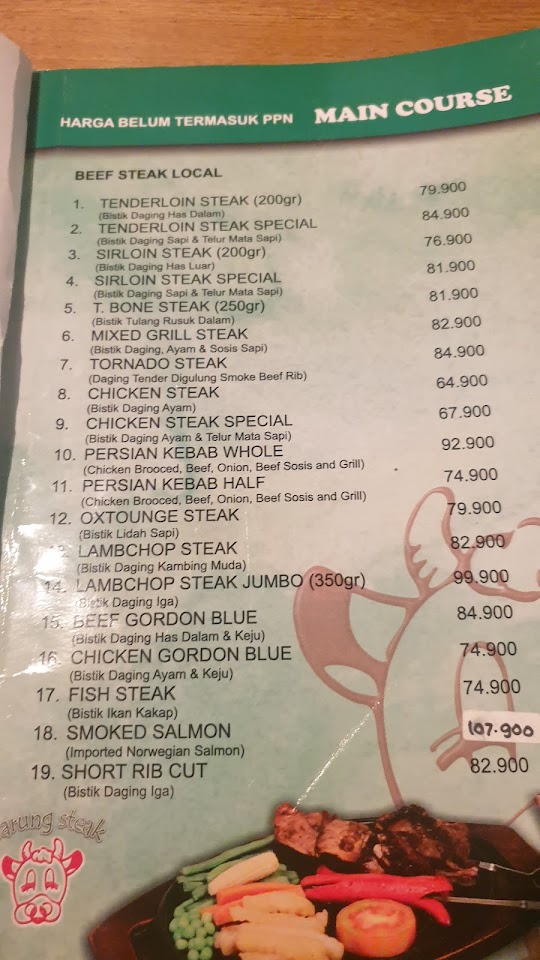 HARGA BELUM TERMASUK PPN MAIN COURSE
BEEF STEAK LOCAL
1. TENDERLOIN STEAK (200gr) 79.900
(Bistik Daging Has Dalam)
2. TENDERLOIN STEAK SPECIAL 84.900
(Bistik Daging Sapi & Telur Mata Sapi)
3. SIRLOIN STEAK (200gr) 76.900
(Bistik Daging Has Luar)
4. SIRLOIN STEAK SPECIAL 81.900
(Bistik Daging Sapi & Telur Mata Sapi)
5. T. BONE STEAK (250gr) 81.900
(Bistik Tulang Rusuk Dalam)
6. MIXED GRILL STEAK 82.900
(Bistik Daging, Ayam & Sosis Sapi)
7. TORNADO STEAK 84.900
(Daging Tender Digulung Smoke Beef Rib)
8. CHICKEN STEAK 64.900
(Bistik Daging Ayam)
9. CHICKEN STEAK SPECIAL 67.900
(Bistik Daging Ayam & Telur Mata Sapi)
10. PERSIAN KEBAB WHOLE 92.900
(Chicken Brooced, Beef, Onion, Beef Sosis and Grill)
11. PERSIAN KEBAB HALF 74.900
(Chicken Brooced, Beef, Onion, Beef Sosis and Grill)
12. OXTOUNGE STEAK 79.900
(Bistik Lidah Sapi)
13. LAMBCHOP STEAK 82.900
(Bistik Daging Kambing Muda)
14. LAMBCHOP STEAK JUMBO (350gr) 99.900
(Bistik Daging Iga)
15. BEEF GORDON BLUE 84.900
(Bistik Daging Has Dalam & Keju)
16. CHICKEN GORDON BLUE 74.900
(Bistik Daging Ayam & Keju)
17. FISH STEAK 74.900
(Bistik Ikan Kakap)
18. SMOKED SALMON 107.900
(Imported Norwegian Salmon)
19. SHORT RIB CUT 82.900
(Bistik Daging Iga)
arung steak